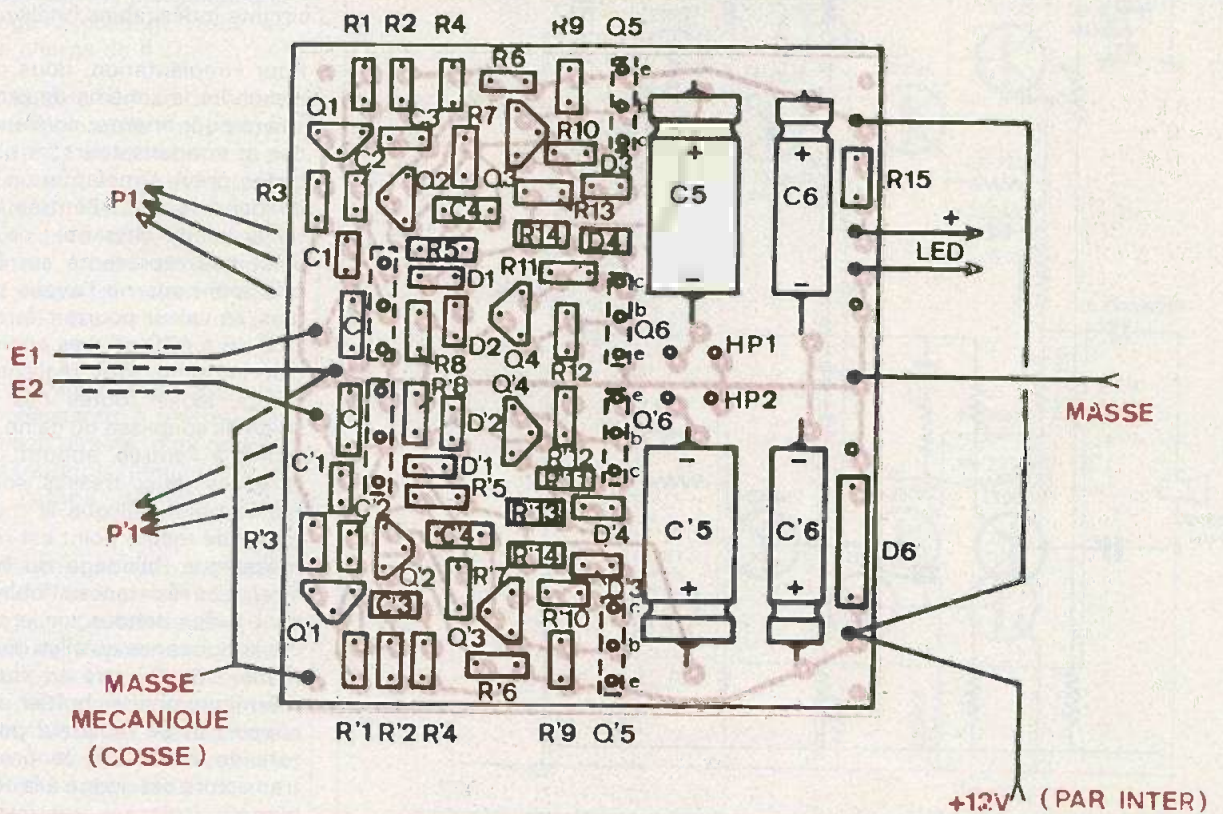 R1 R2 R4 R9 Q5
R6 e
Q1 C3 R7 R10 c
C2 D3
R3 Q2 Q3 C5 C6 R15
P1 C4 R13
+ +
R14 D4 + LED
C1 R5 R11
D1 c
C D2 Q4 b Q6
E1 R8 R12 e HP1
E2 R'8 Q'4 e HP2
C D'2 Q'6 b MASSE
R'12
C'1 D'1 c
R'5
P'1 C'2 R'13 D'4 C'5 C'6 D6
R'3 C'4 R'14
Q'2 R'7 D'3
C'3 R'10 c + +
Q'1 Q'3 b
MASSE R'6 e
MECANIQUE
(COSSE) R'1 R'2 R'4 R'9 Q'5
+12V (PAR INTER)